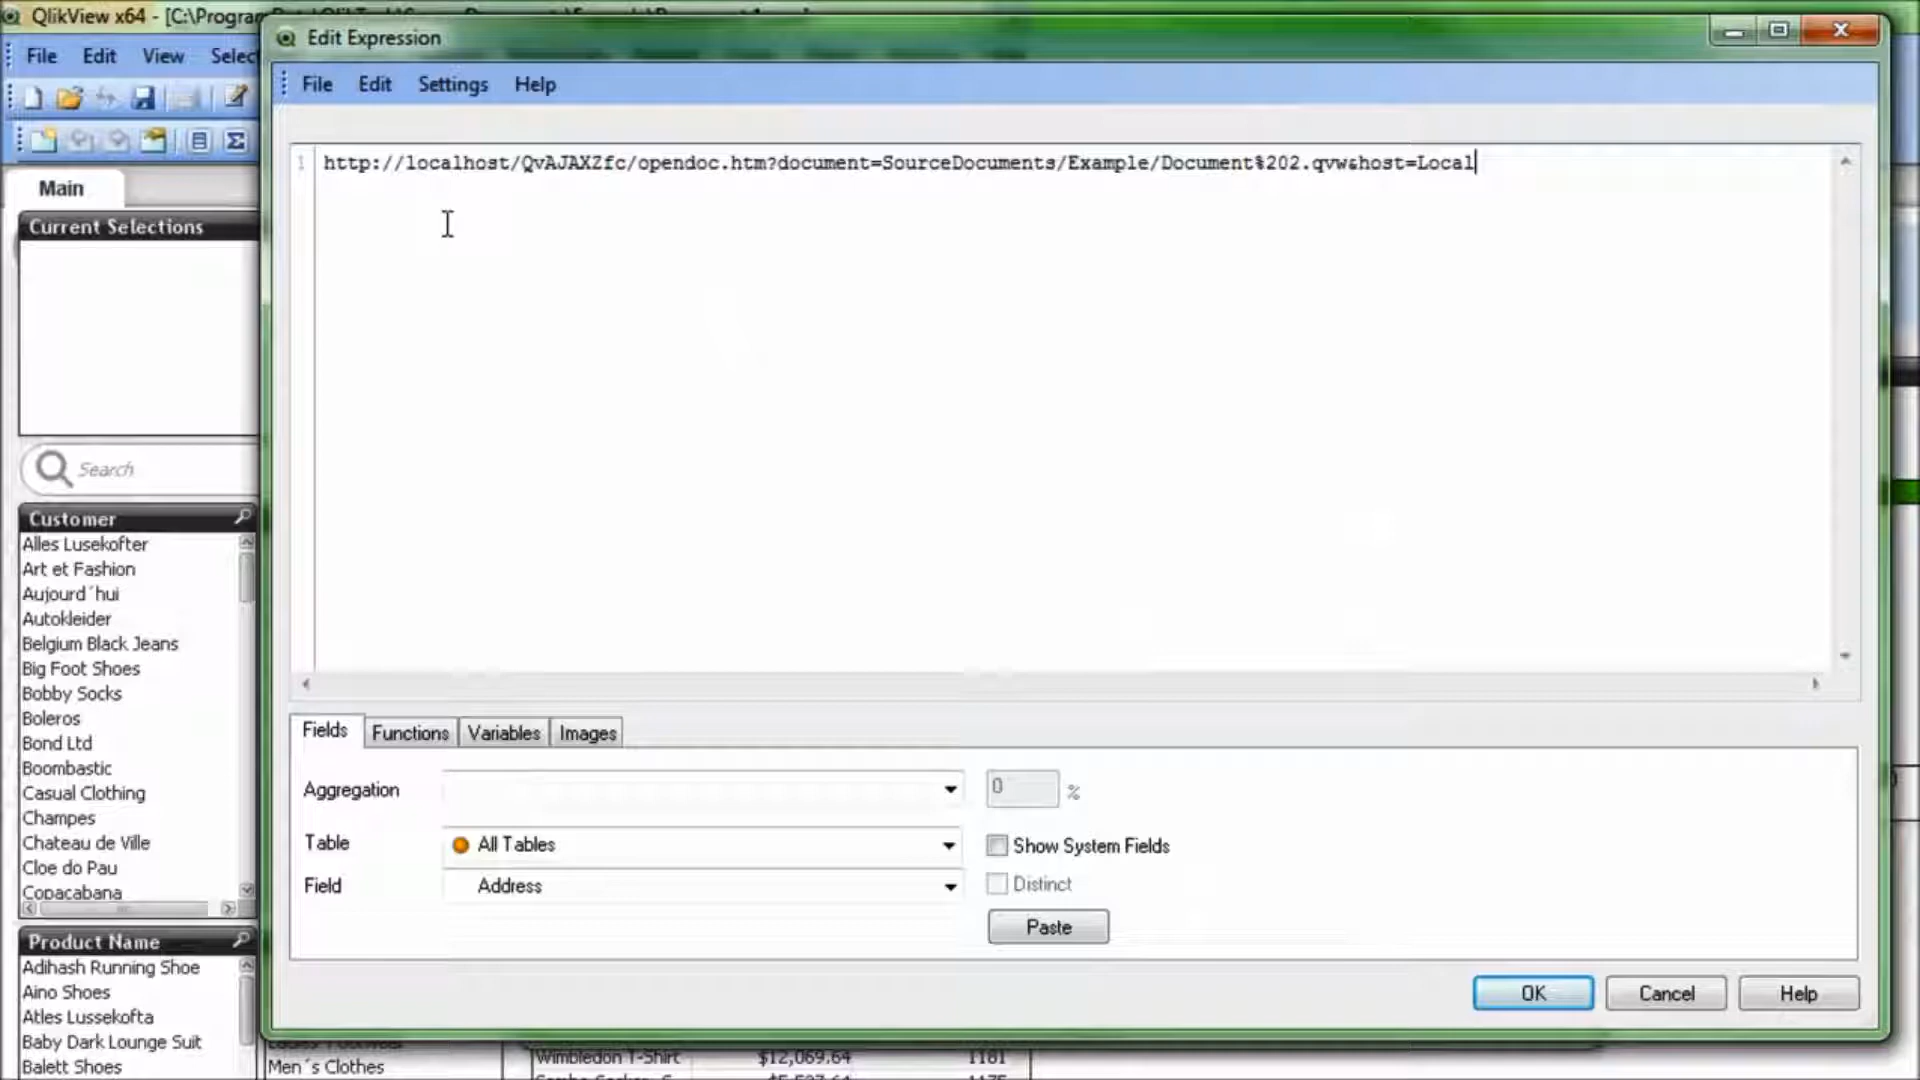 QlikView x64 - [C:\Program
File Edit View Selec
Main
Current Selections
Search
Customer
Alles Lusekofter
Art et Fashion
Aujourd´hui
Autokleider
Belgium Black Jeans
Big Foot Shoes
Bobby Socks
Boleros
Bond Ltd
Boombastic
Casual Clothing
Champes
Chateau de Ville
Cloe do Pau
Copacabana
Product Name
Adihash Running Shoe
Aino Shoes
Atles Lussekofta
Baby Dark Lounge Suit
Balett Shoes
Edit Expression
File Edit Settings Help
1 http://localhost/QvAJAXZfc/opendoc.htm?document=SourceDocuments/Example/Document%202.qvw&host=Local
Fields Functions Variables Images
Aggregation 0 %
Table All Tables Show System Fields
Field Address Distinct
Paste
OK Cancel Help
Men´s Clothes
Wimbledon T-Shirt $12,069.64 1181